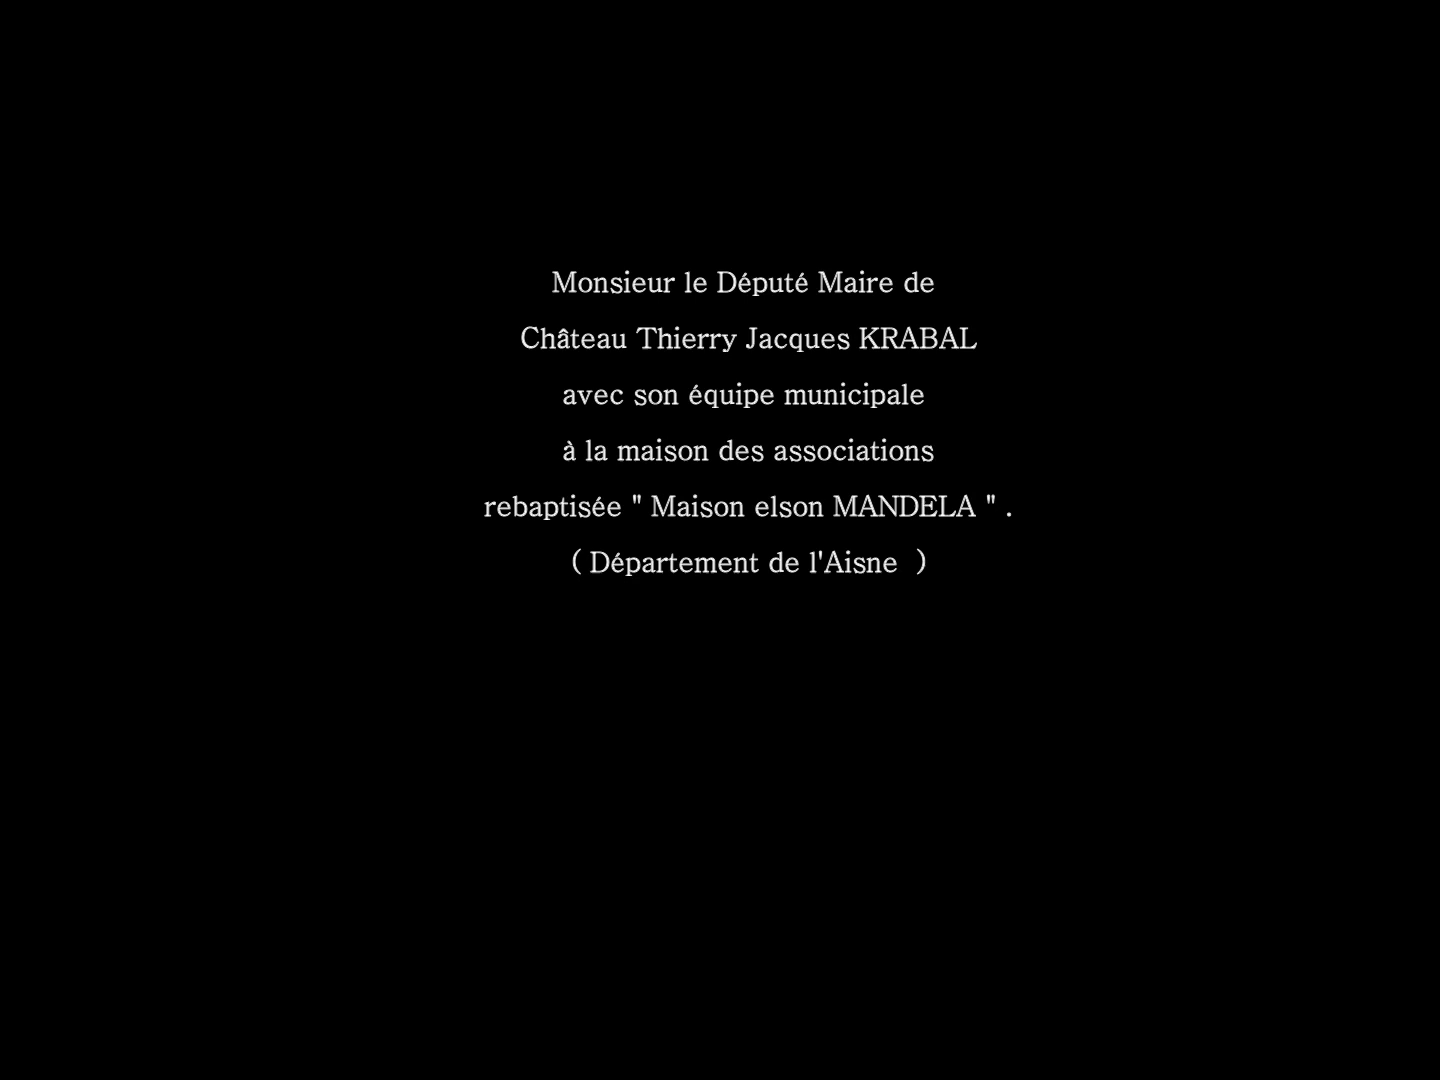 Monsieur le Député Maire de
Château Thierry Jacques KRABAL
avec son équipe municipale
à la maison des associations
rebaptisée " Maison elson MANDELA " .
( Département de l'Aisne  )